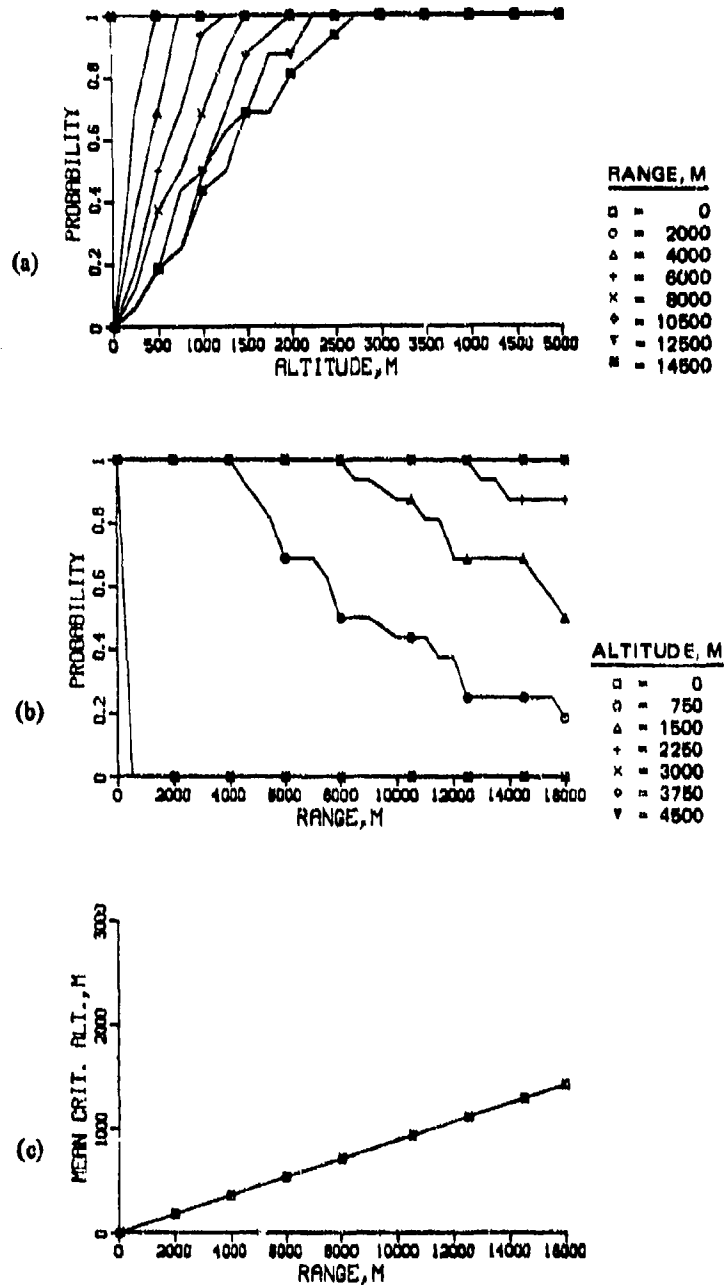 (a)
PROBABILITY
1
0.8
0.6
0.4
0.2
0
0 500 1000 1500 2000 2500 3000 3500 4000 4500 5000
ALTITUDE,M
RANGE, M
= 0
= 2000
= 4000
= 6000
= 8000
= 10500
= 12500
= 14500
(b)
PROBABILITY
1
0.8
0.6
0.4
0.2
0
0 2000 4000 6000 8000 10000 12000 14000 16000
RANGE,M
ALTITUDE, M
= 0
= 750
= 1500
= 2250
= 3000
= 3750
= 4500
(c)
MEAN CRIT. ALT.,M
3000
2000
1000
0
0 2000 4000 6000 8000 10000 12000 14000 16000
RANGE,M